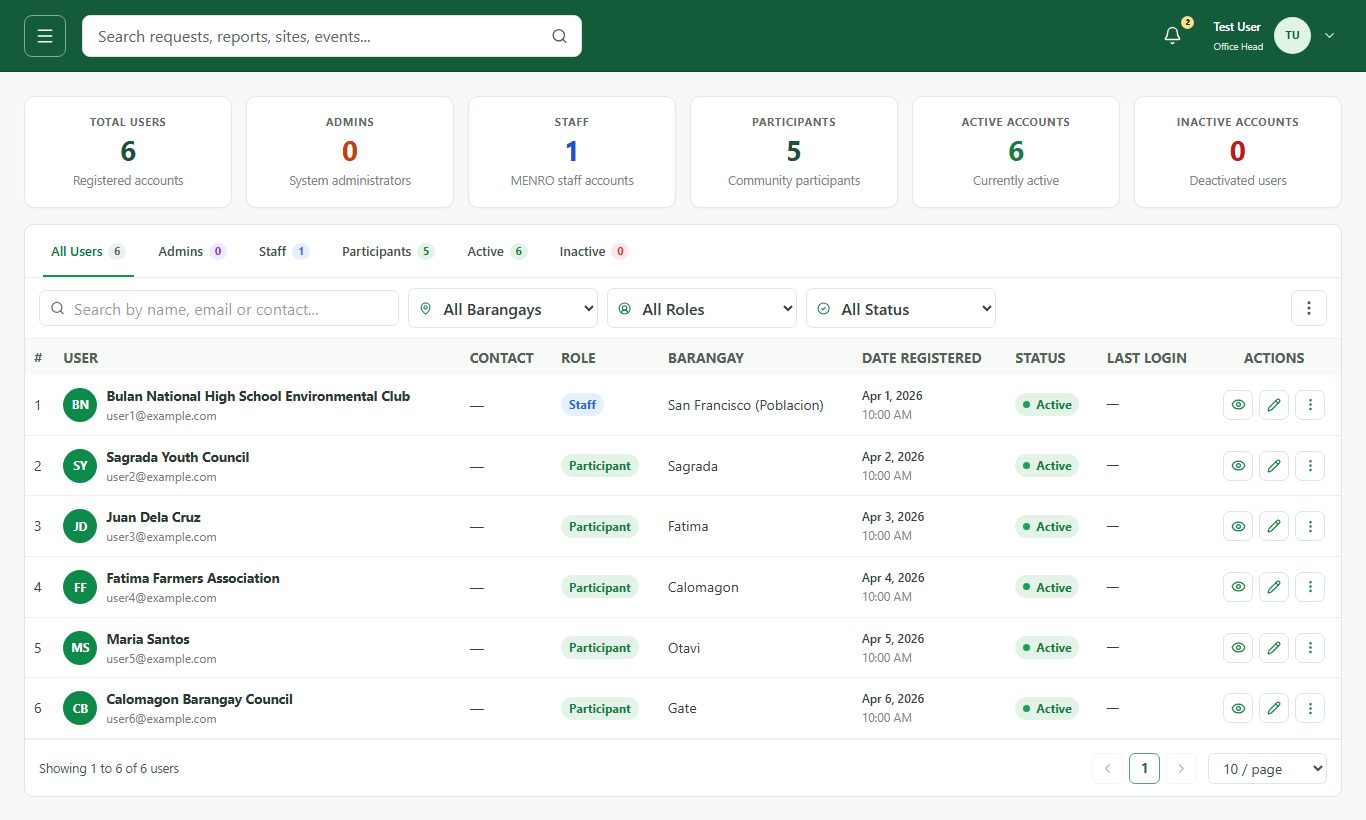 Search requests, reports, sites, events...
2
Test User
Office Head
TU
TOTAL USERS
6
Registered accounts
ADMINS
0
System administrators
STAFF
1
MENRO staff accounts
PARTICIPANTS
5
Community participants
ACTIVE ACCOUNTS
6
Currently active
INACTIVE ACCOUNTS
0
Deactivated users
All Users 6 Admins 0 Staff 1 Participants 5 Active 6 Inactive 0
Search by name, email or contact... All Barangays All Roles All Status
# USER CONTACT ROLE BARANGAY DATE REGISTERED STATUS LAST LOGIN ACTIONS
1 BN Bulan National High School Environmental Club — Staff San Francisco (Poblacion) Apr 1, 2026 Active —
user1@example.com 10:00 AM
2 SY Sagrada Youth Council — Participant Sagrada Apr 2, 2026 Active —
user2@example.com 10:00 AM
3 JD Juan Dela Cruz — Participant Fatima Apr 3, 2026 Active —
user3@example.com 10:00 AM
4 FF Fatima Farmers Association — Participant Calomagon Apr 4, 2026 Active —
user4@example.com 10:00 AM
5 MS Maria Santos — Participant Otavi Apr 5, 2026 Active —
user5@example.com 10:00 AM
6 CB Calomagon Barangay Council — Participant Gate Apr 6, 2026 Active —
user6@example.com 10:00 AM
Showing 1 to 6 of 6 users 1 10 / page